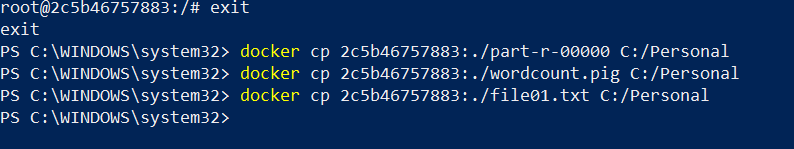 root@2c5b46757883:/# exit
exit
PS C:\WINDOWS\system32> docker cp 2c5b46757883:./part-r-00000 C:/Personal
PS C:\WINDOWS\system32> docker cp 2c5b46757883:./wordcount.pig C:/Personal
PS C:\WINDOWS\system32> docker cp 2c5b46757883:./file01.txt C:/Personal
PS C:\WINDOWS\system32>